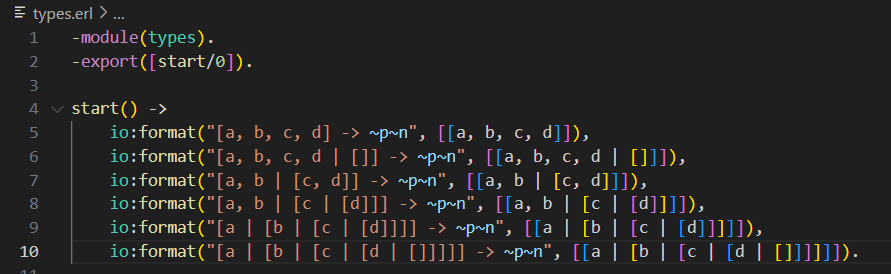 types.erl > ...
1 -module(types).
2 -export([start/0]).
3
4 start() ->
5 io:format("[a, b, c, d] -> ~p~n", [[a, b, c, d]]),
6 io:format("[a, b, c, d | []] -> ~p~n", [[a, b, c, d | []]]),
7 io:format("[a, b | [c, d]] -> ~p~n", [[a, b | [c, d]]]),
8 io:format("[a, b | [c | [d]]] -> ~p~n", [[a, b | [c | [d]]]]),
9 io:format("[a | [b | [c | [d]]]] -> ~p~n", [[a | [b | [c | [d]]]]]),
10 io:format("[a | [b | [c | [d | []]]]] -> ~p~n", [[a | [b | [c | [d | []]]]]]).
11